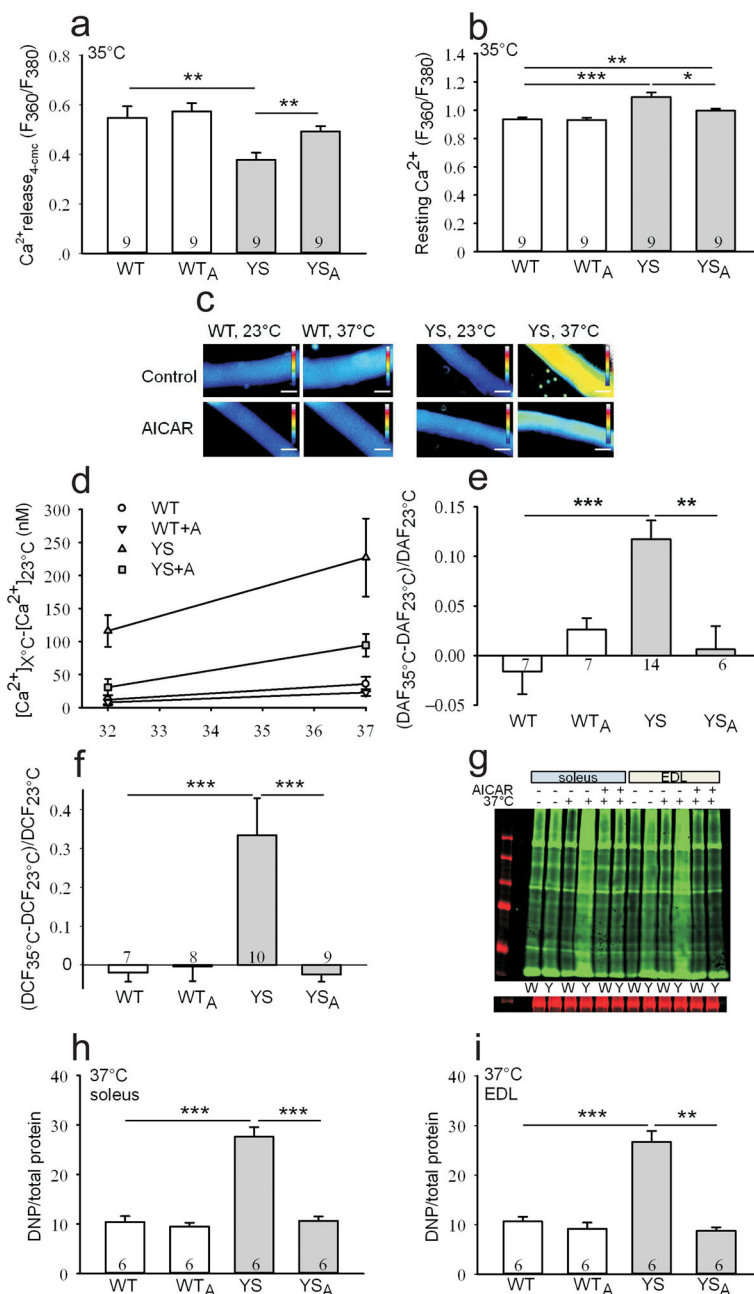 a
35°C
Ca2+release4-cmc (F360/F380)
0.8
0.6
0.4
0.2
.0
**
**
9 9 9 9
WT WTA YS YSA
b
35°C
Resting Ca2+ (F360/F380)
1.4
1.2
1.0
0.8
0.6
0.4
0.2
0
**
***
*
9 9 9 9
WT WTA YS YSA
c
WT, 23°C WT, 37°C YS, 23°C YS, 37°C
Control
AICAR
d
[Ca2+]X°C-[Ca2+]23°C (nM)
300
250
200
150
100
50
0
WT
WT+A
YS
YS+A
32 33 34 35 36 37
e
(DAF35°C-DAF23°C)/DAF23°C
0.15
0.10
0.05
0.00
−0.05
***
**
7 7 14 6
WT WTA YS YSA
f
(DCF35°C-DCF23°C)/DCF23°C
0.4
0.3
0.2
0.1
0
***
***
7 8 10 9
WT WTA YS YSA
g
soleus EDL
AICAR - - - - + + - - - - + +
37°C - - + + + + - - + + + +
W Y W Y W Y W Y W Y W Y
h
37°C
soleus
DNP/total protein
40
30
20
10
0
***
***
6 6 6 6
WT WTA YS YSA
i
37°C
EDL
DNP/total protein
40
30
20
10
0
***
**
6 6 6 6
WT WTA YS YSA